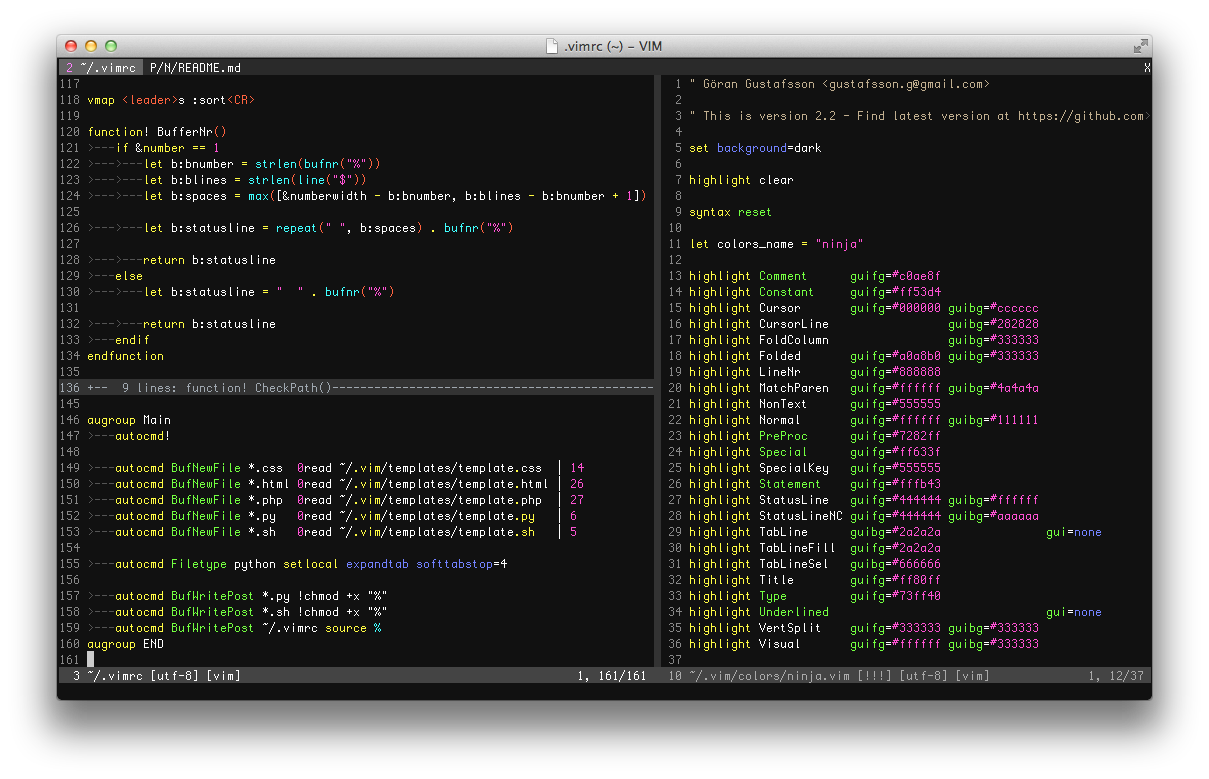 .vimrc (~) – VIM
2 ~/.vimrc P/N/README.md X
117
118 vmap <leader>s :sort<CR>
119
120 function! BufferNr()
121 >---if &number == 1
122 >--->---let b:bnumber = strlen(bufnr("%"))
123 >--->---let b:blines = strlen(line("$"))
124 >--->---let b:spaces = max([&numberwidth - b:bnumber, b:blines - b:bnumber + 1])
125
126 >--->---let b:statusline = repeat(" ", b:spaces) . bufnr("%")
127
128 >--->---return b:statusline
129 >---else
130 >--->---let b:statusline = "  " . bufnr("%")
131
132 >--->---return b:statusline
133 >---endif
134 endfunction
135
136 +--  9 lines: function! CheckPath()----------------------------------------------
145
146 augroup Main
147 >---autocmd!
148
149 >---autocmd BufNewFile *.css  0read ~/.vim/templates/template.css  | 14
150 >---autocmd BufNewFile *.html 0read ~/.vim/templates/template.html | 26
151 >---autocmd BufNewFile *.php  0read ~/.vim/templates/template.php  | 27
152 >---autocmd BufNewFile *.py   0read ~/.vim/templates/template.py   | 6
153 >---autocmd BufNewFile *.sh   0read ~/.vim/templates/template.sh   | 5
154
155 >---autocmd Filetype python setlocal expandtab softtabstop=4
156
157 >---autocmd BufWritePost *.py !chmod +x "%"
158 >---autocmd BufWritePost *.sh !chmod +x "%"
159 >---autocmd BufWritePost ~/.vimrc source %
160 augroup END
161
3 ~/.vimrc [utf-8] [vim] 1, 161/161
1 " Göran Gustafsson <gustafsson.g@gmail.com>
2
3 " This is version 2.2 - Find latest version at https://github.com>
4
5 set background=dark
6
7 highlight clear
8
9 syntax reset
10
11 let colors_name = "ninja"
12
13 highlight Comment      guifg=#c0ae8f
14 highlight Constant     guifg=#ff53d4
15 highlight Cursor       guifg=#000000 guibg=#cccccc
16 highlight CursorLine                 guibg=#282828
17 highlight FoldColumn                 guibg=#333333
18 highlight Folded       guifg=#a0a8b0 guibg=#333333
19 highlight LineNr       guifg=#888888
20 highlight MatchParen   guifg=#ffffff guibg=#4a4a4a
21 highlight NonText      guifg=#555555
22 highlight Normal       guifg=#ffffff guibg=#111111
23 highlight PreProc      guifg=#7282ff
24 highlight Special      guifg=#ff633f
25 highlight SpecialKey   guifg=#555555
26 highlight Statement    guifg=#fffb43
27 highlight StatusLine   guifg=#444444 guibg=#ffffff
28 highlight StatusLineNC guifg=#444444 guibg=#aaaaaa
29 highlight TabLine      guifg=#2a2a2a               gui=none
30 highlight TabLineFill  guifg=#2a2a2a
31 highlight TabLineSel   guifg=#666666
32 highlight Title        guifg=#ff80ff
33 highlight Type         guifg=#73ff40
34 highlight Underlined                               gui=none
35 highlight VertSplit    guifg=#333333 guibg=#333333
36 highlight Visual       guifg=#ffffff guibg=#333333
37
10 ~/.vim/colors/ninja.vim [!!!] [utf-8] [vim] 1, 12/37